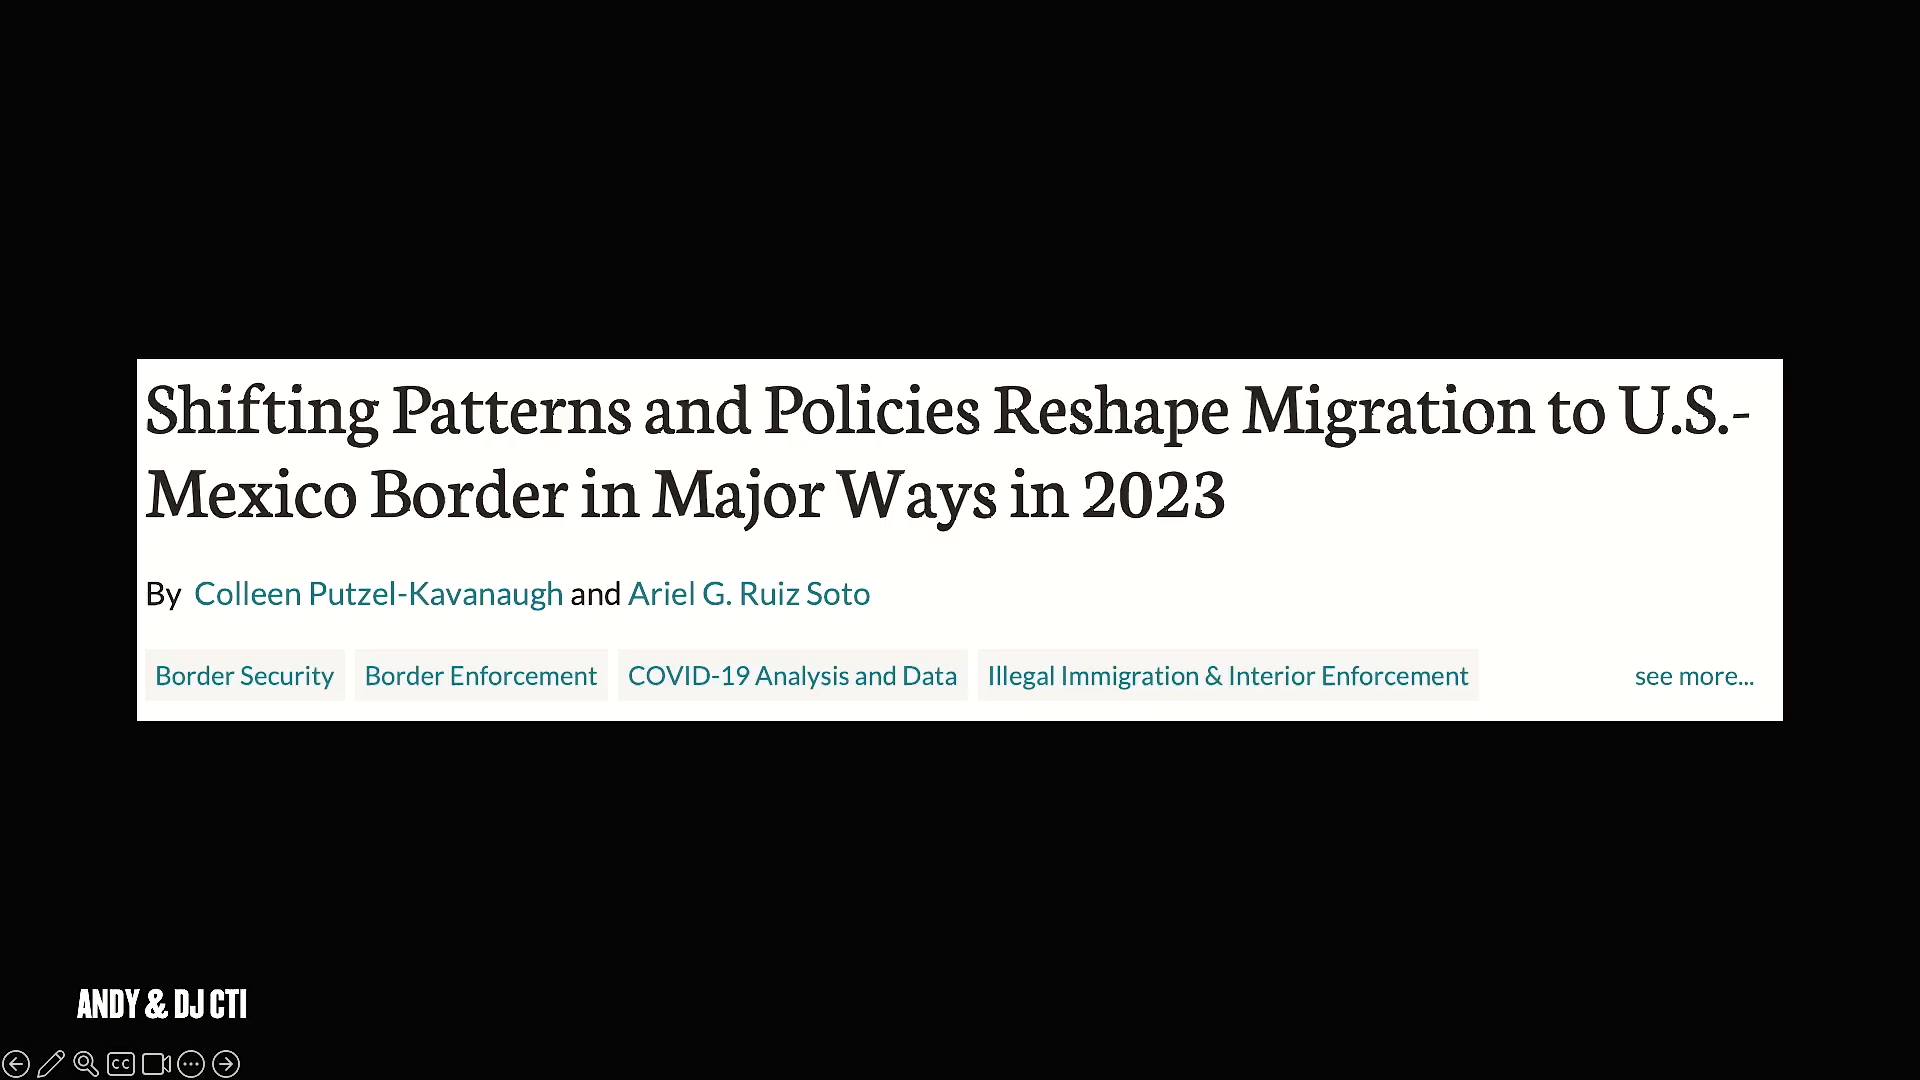 Shifting Patterns and Policies Reshape Migration to U.S.-
Mexico Border in Major Ways in 2023
By Colleen Putzel-Kavanaugh and Ariel G. Ruiz Soto
Border Security Border Enforcement COVID-19 Analysis and Data Illegal Immigration & Interior Enforcement see more...
ANDY & DJ CTI
CC